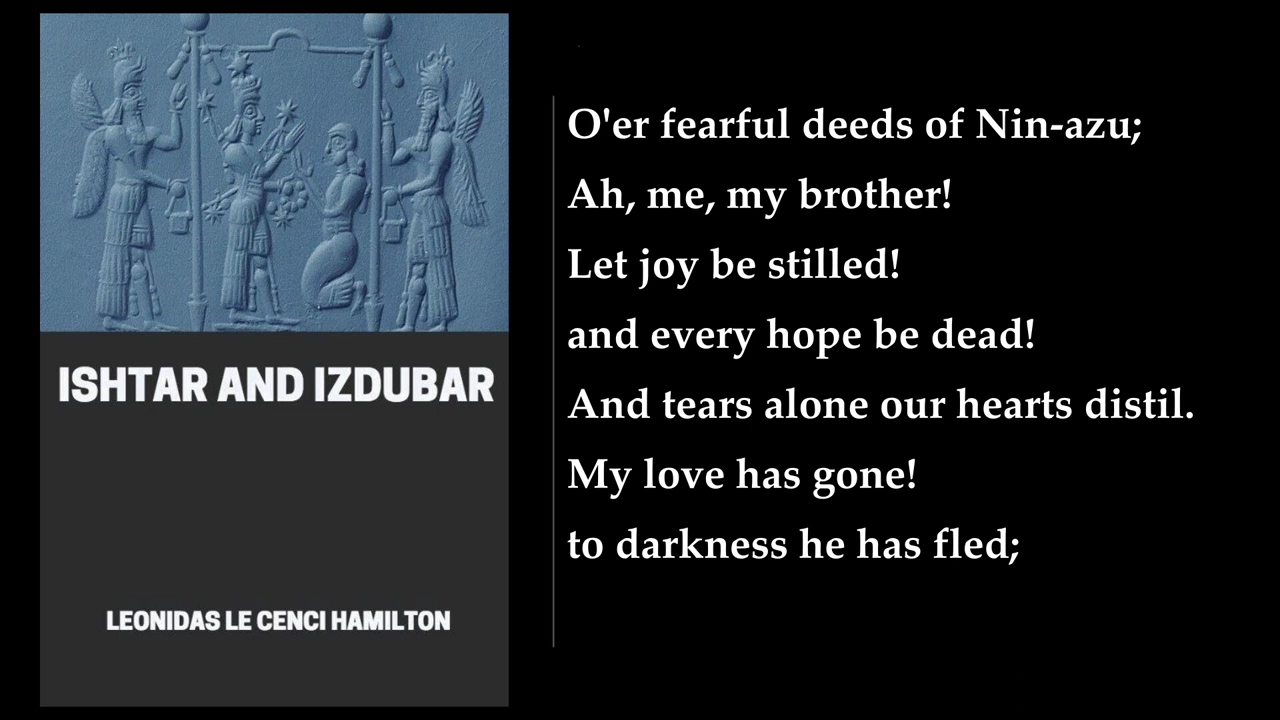 ISHTAR AND IZDUBAR
LEONIDAS LE CENCI HAMILTON
O'er fearful deeds of Nin-azu;
Ah, me, my brother!
Let joy be stilled!
and every hope be dead!
And tears alone our hearts distil.
My love has gone!
to darkness he has fled;